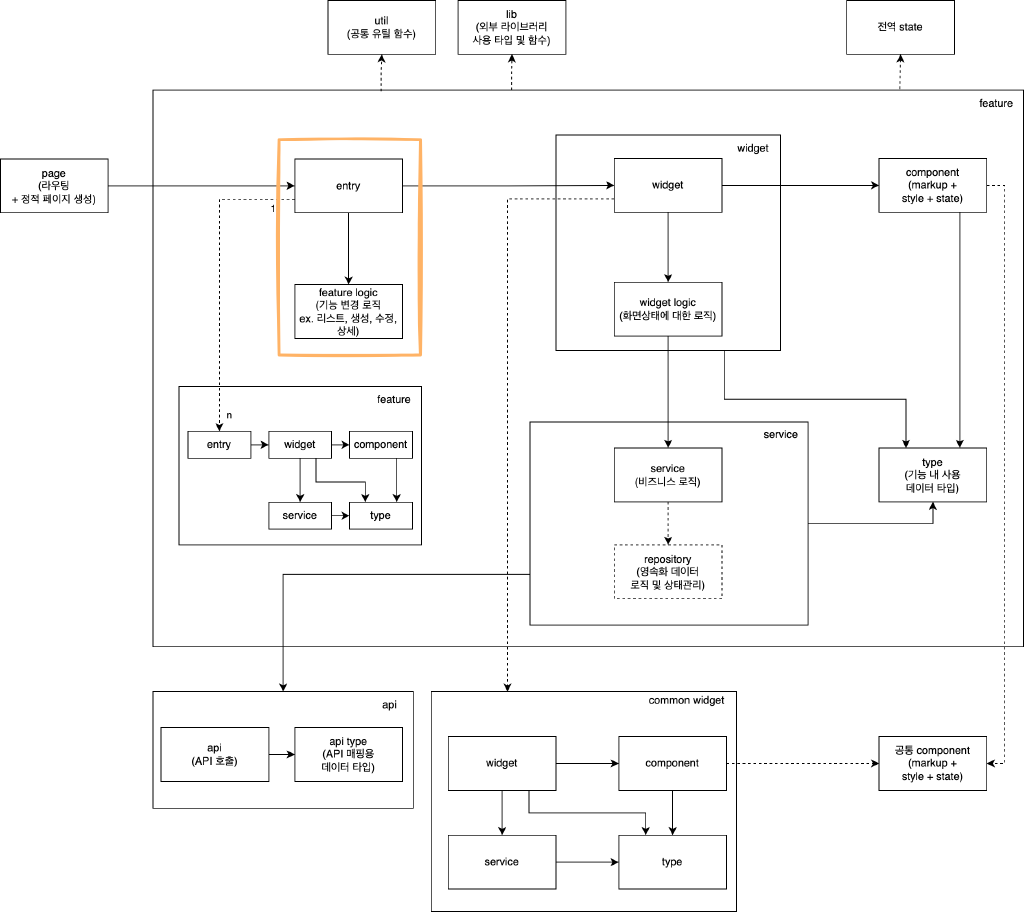 util
(공통 유틸 함수)
lib
(외부 라이브러리
사용 타입 및 함수)
전역 state
feature
page
(라우팅
+ 정적 페이지 생성)
entry
1
feature logic
(기능 변경 로직
ex. 리스트, 생성, 수정,
상세)
widget
widget
widget logic
(화면상태에 대한 로직)
component
(markup +
style + state)
feature
n
entry
widget
component
service
type
service
service
(비즈니스 로직)
repository
(영속화 데이터
로직 및 상태관리)
type
(기능 내 사용
데이터 타입)
api
api
(API 호출)
api type
(API 매핑용
데이터 타입)
common widget
widget
component
service
type
공통 component
(markup +
style + state)